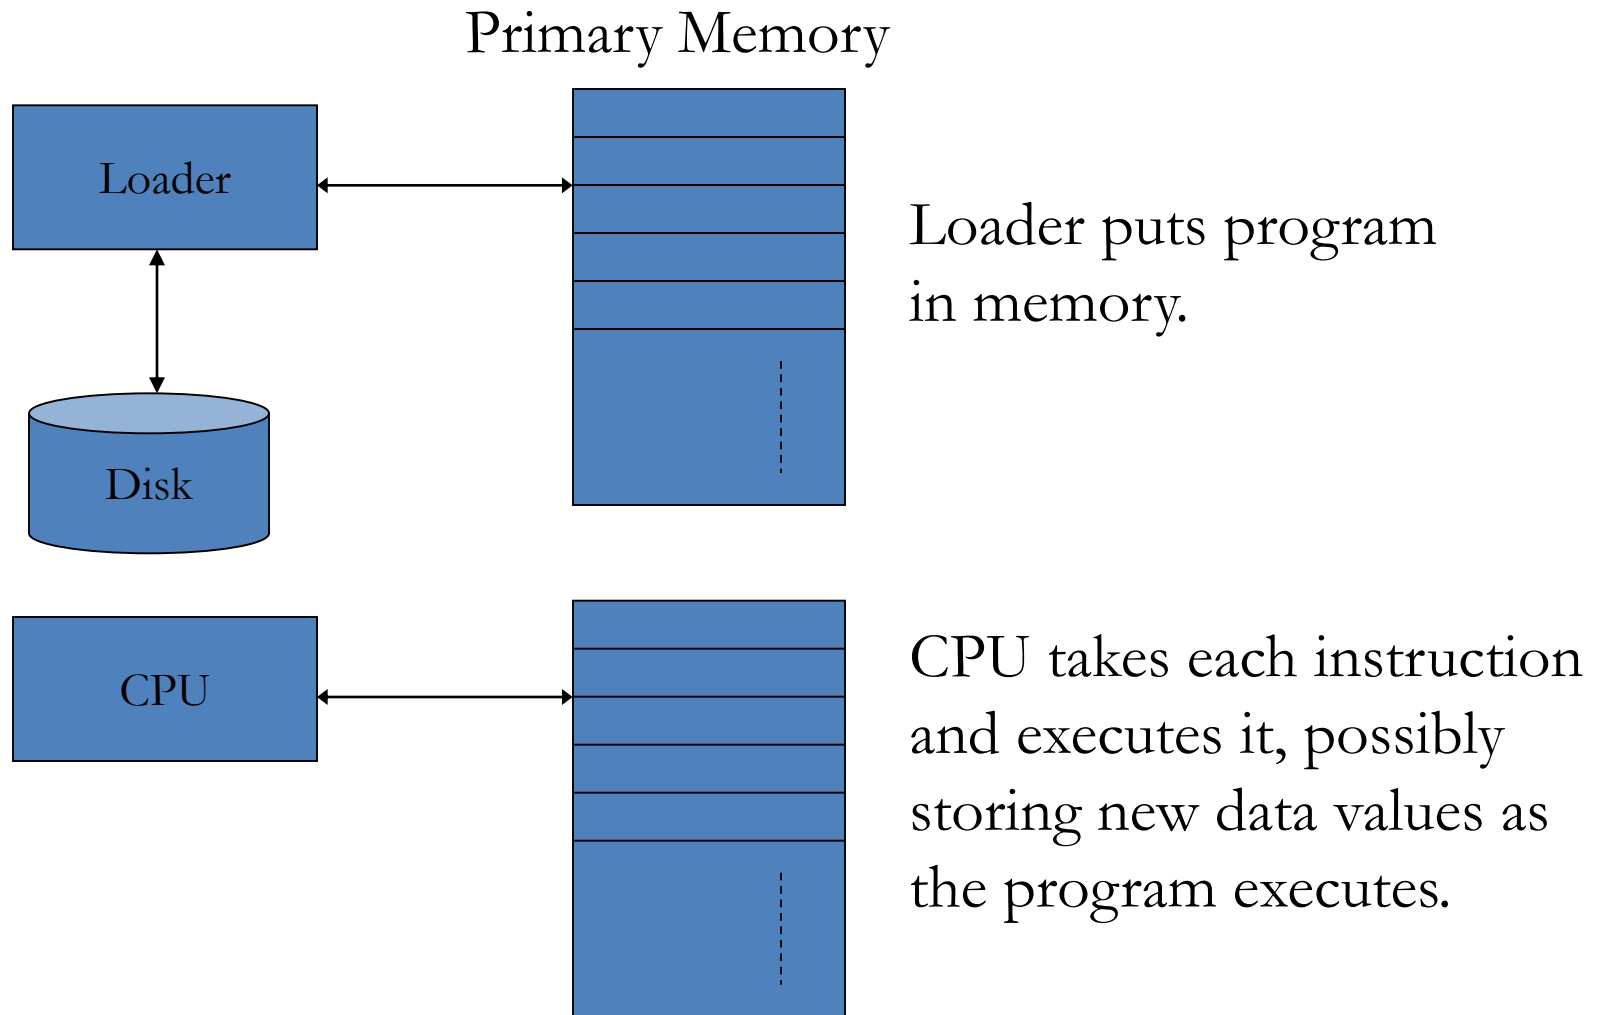 Primary Memory
Loader
Loader puts program
in memory.
Disk
CPU
CPU takes each instruction
and executes it, possibly
storing new data values as
the program executes.